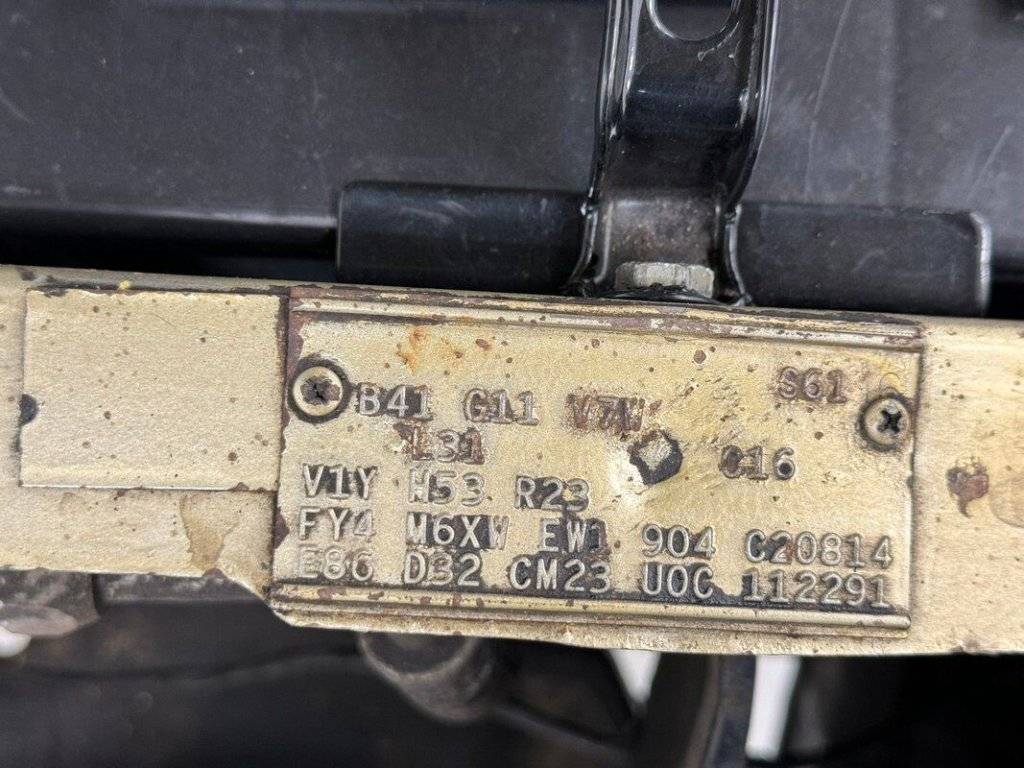 B41 G11 V7W S61
L31 C16
V1Y H53 R23
FY4 M6XW EW1 904 C20814
E86 D32 CM23 UOC 112291